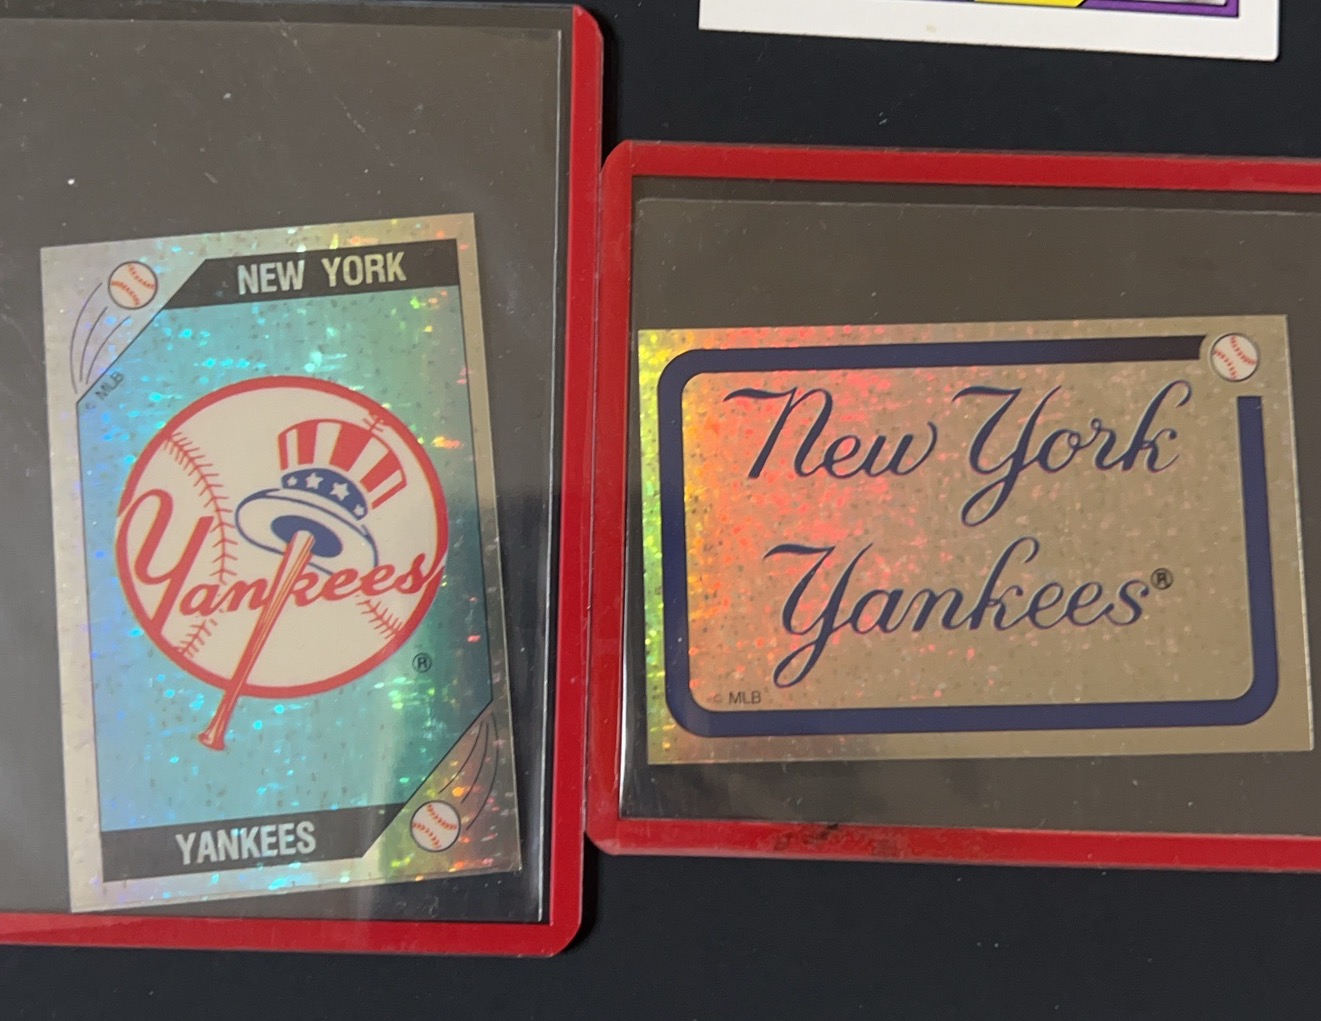 NEW YORK
© MLB
Yankees
®
YANKEES
New York
Yankees®
© MLB